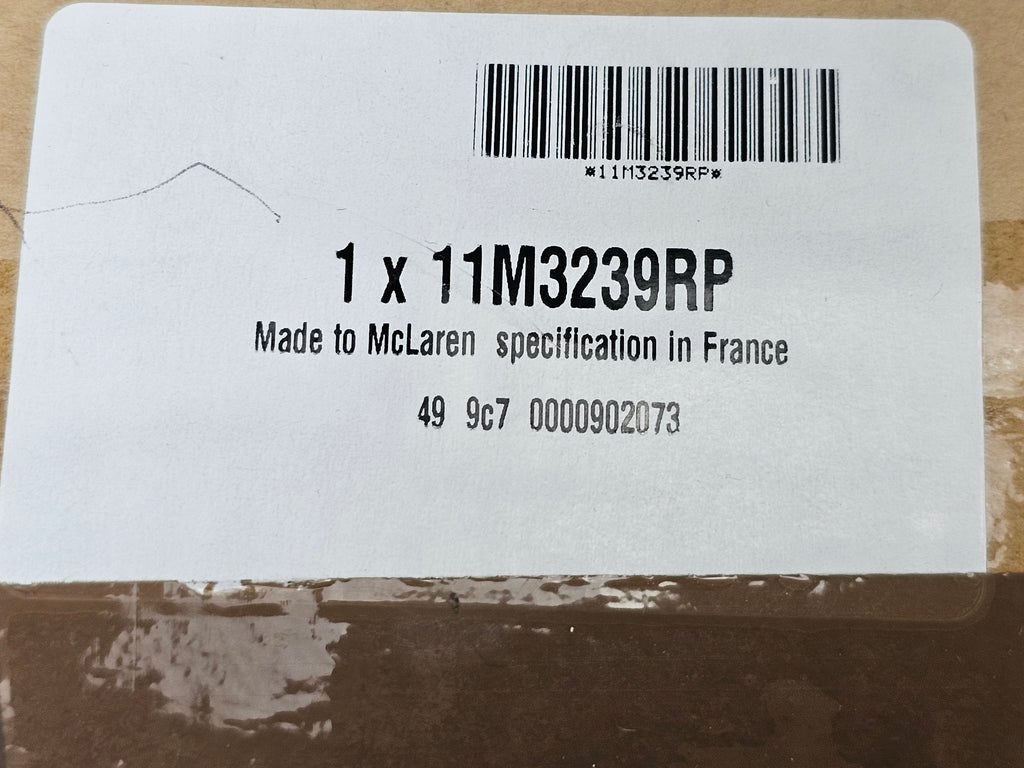 *11M3239RP*
1 x 11M3239RP
Made to McLaren specification in France
49 9c7 0000902073